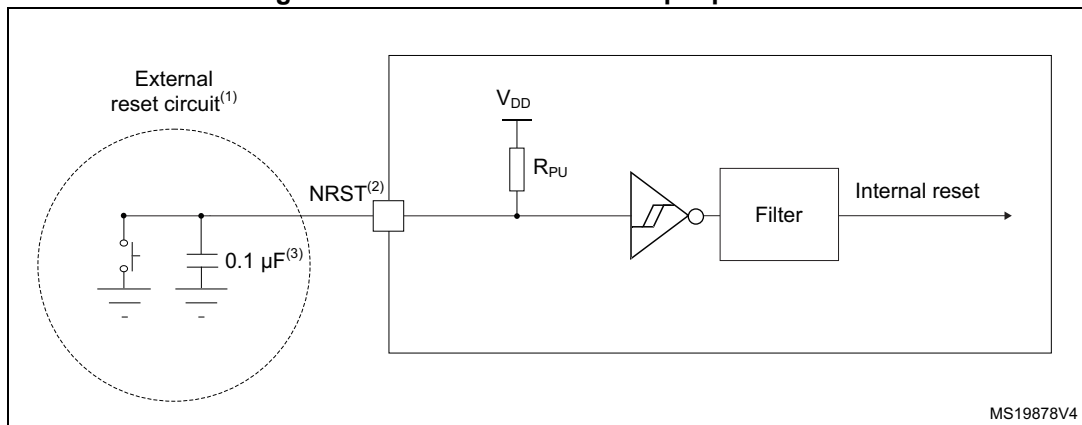 External
reset circuit(1)
VDD
RPU
NRST(2)
Internal reset
Filter
0.1 µF(3)
MS19878V4